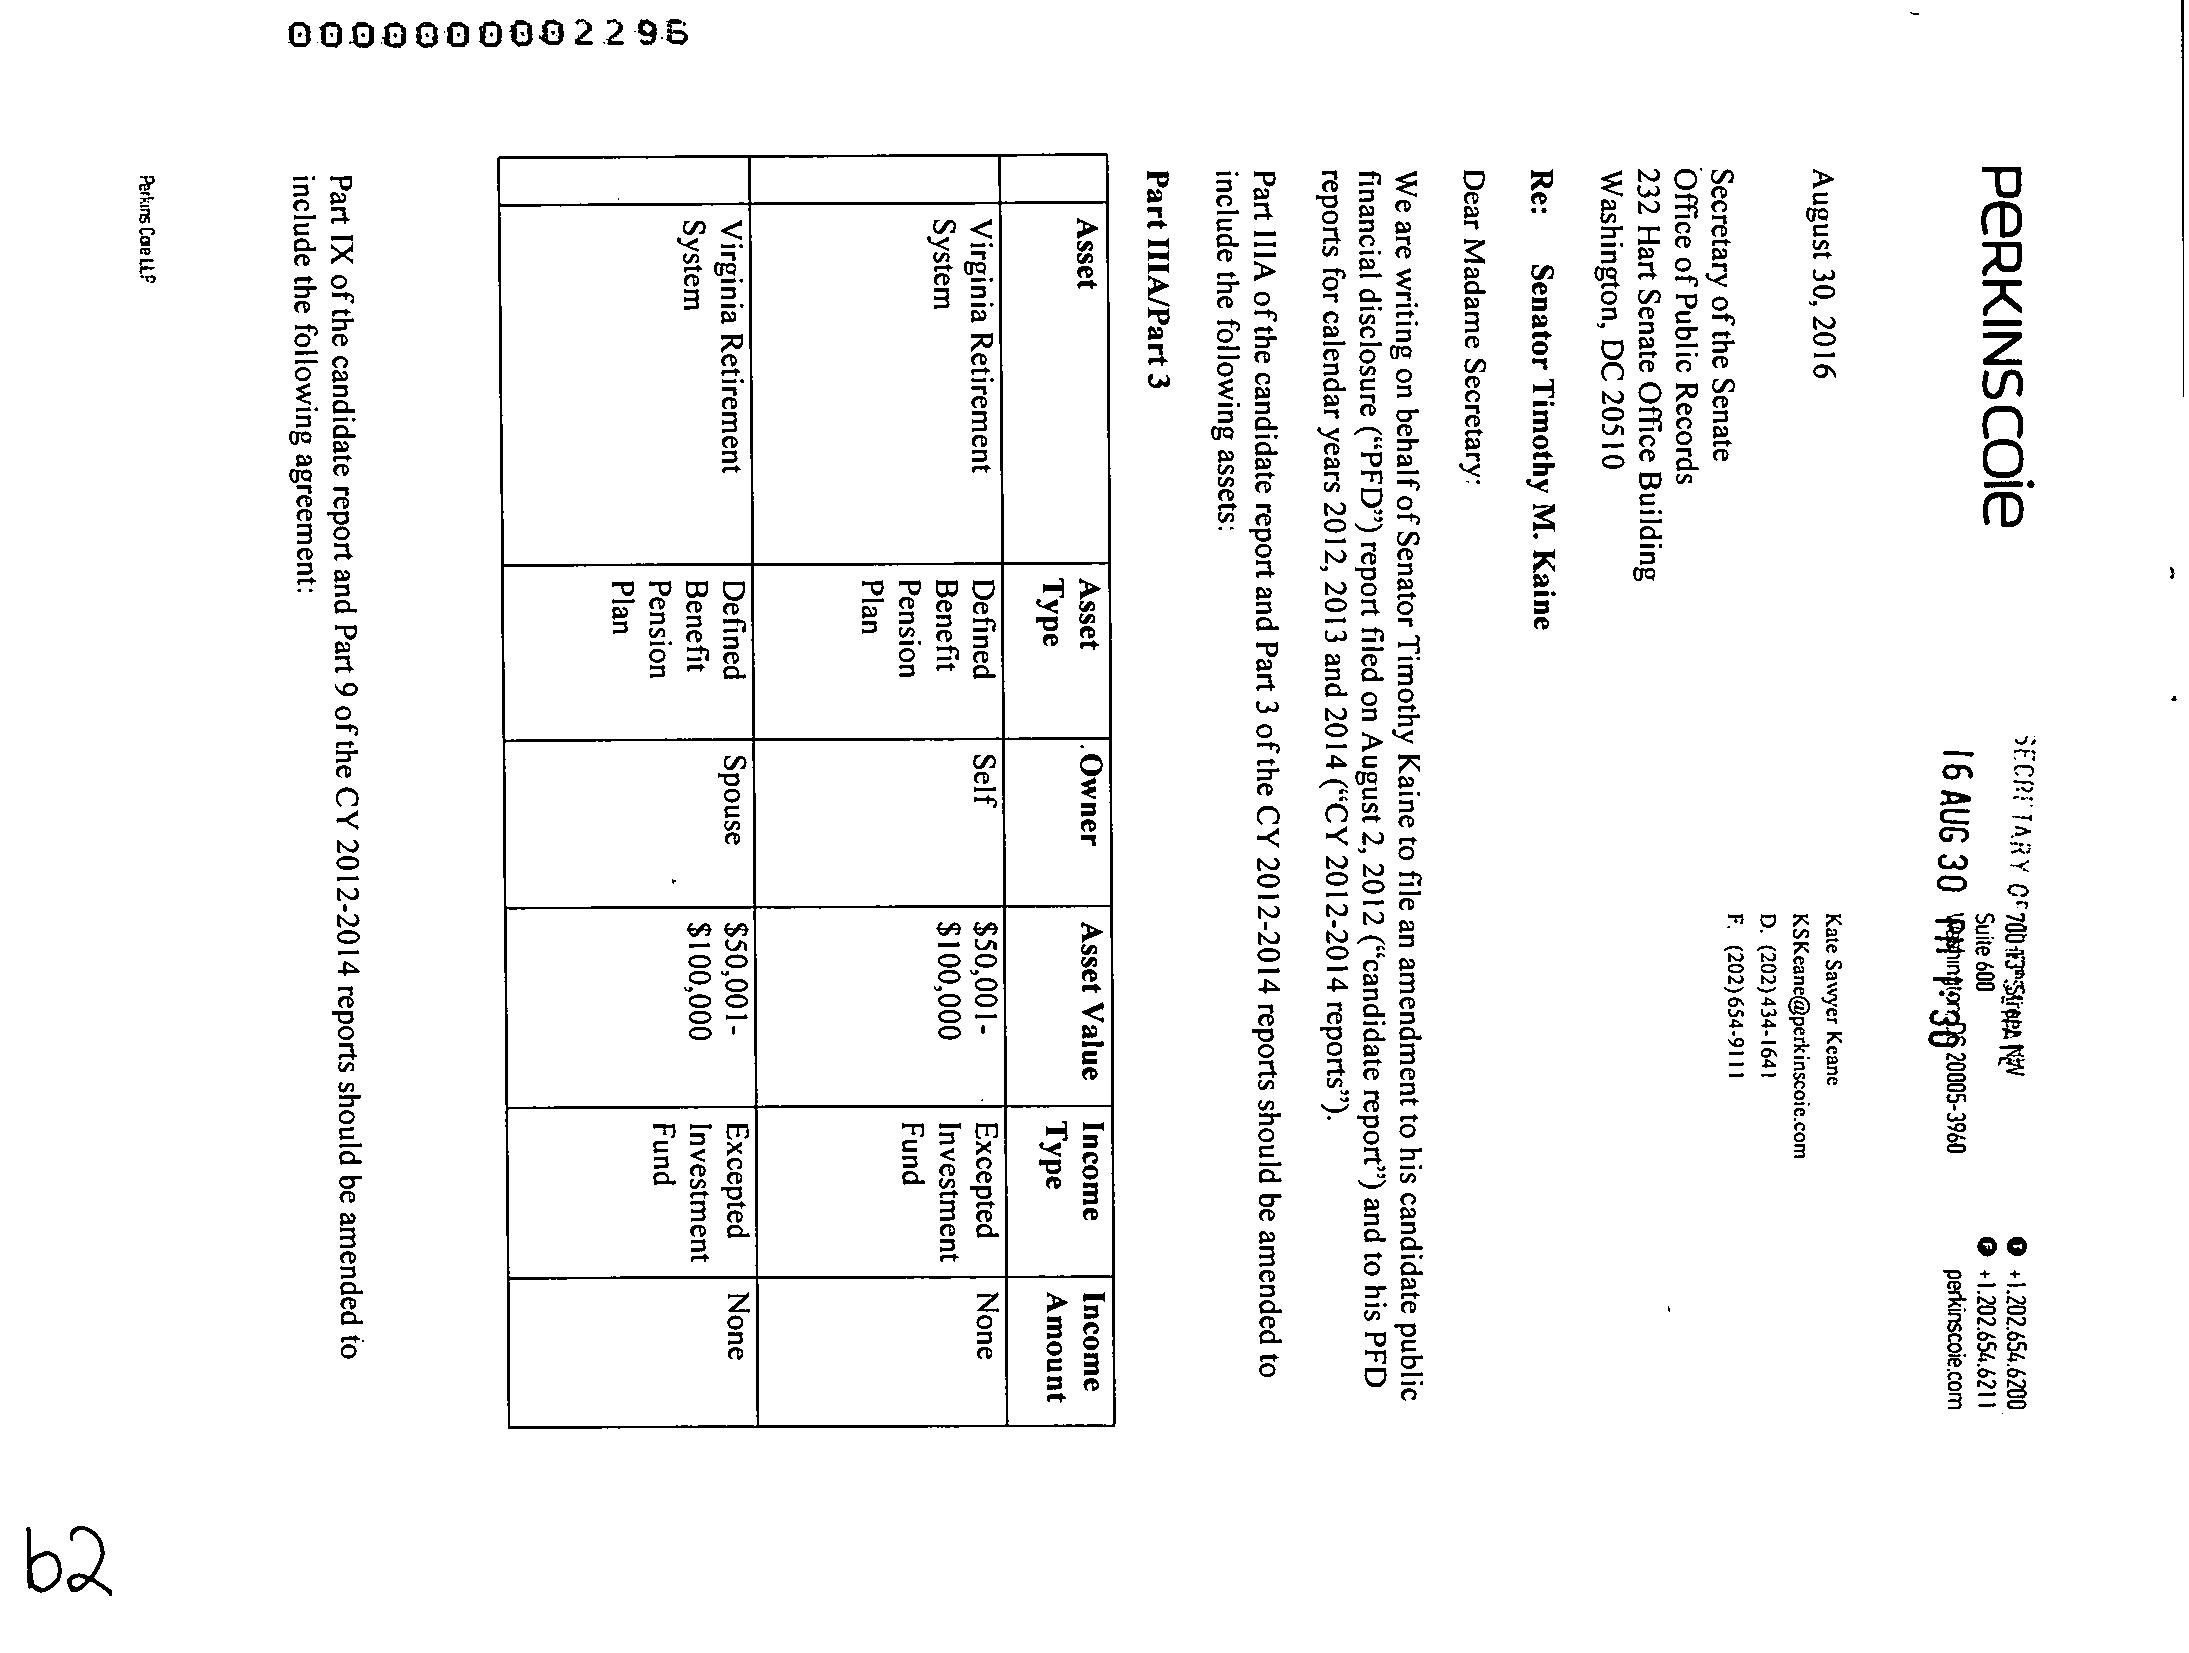 PERKINSCOIE
SECRETARY OF
16 AUG 30 PM 1:36
700 13th Street, NW
Suite 600
Washington, DC 20005-3960
+1.202.654.6200
+1.202.654.6211
perkinscoie.com
August 30, 2016
Kate Sawyer Keane
KSKeane@perkinscoie.com
D. (202) 434-1641
F. (202) 654-9111
Secretary of the Senate
Office of Public Records
232 Hart Senate Office Building
Washington, DC 20510
Re: Senator Timothy M. Kaine
Dear Madame Secretary:
We are writing on behalf of Senator Timothy Kaine to file an amendment to his candidate public
financial disclosure (“PFD”) report filed on August 2, 2012 (“candidate report”) and to his PFD
reports for calendar years 2012, 2013 and 2014 (“CY 2012-2014 reports”).
Part IIIA of the candidate report and Part 3 of the CY 2012-2014 reports should be amended to
include the following assets:
Part IIIA/Part 3
Asset Asset Type Owner Asset Value Income Type Income Amount
Virginia Retirement System Defined Benefit Pension Plan Self $50,001- $100,000 Excepted Investment Fund None
Virginia Retirement System Defined Benefit Pension Plan Spouse $50,001- $100,000 Excepted Investment Fund None
Part IX of the candidate report and Part 9 of the CY 2012-2014 reports should be amended to
include the following agreement:
Perkins Coie LLP
b2